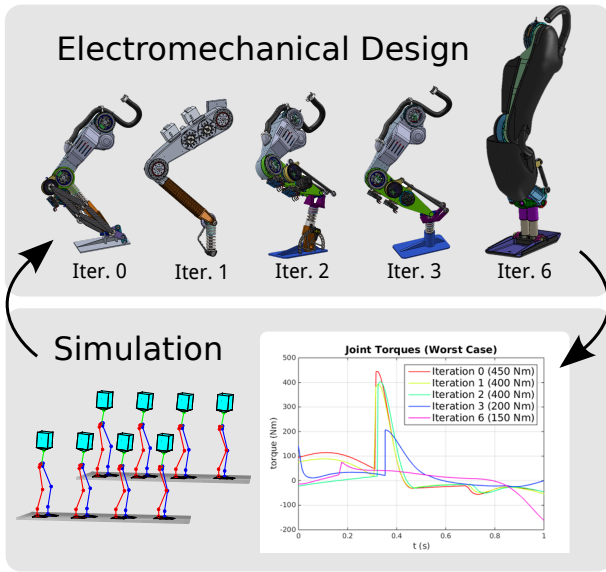 Electromechanical Design
Iter. 0
Iter. 1
Iter. 2
Iter. 3
Iter. 6
Simulation
Joint Torques (Worst Case)
Iteration 0 (450 Nm)
Iteration 1 (400 Nm)
Iteration 2 (400 Nm)
Iteration 3 (200 Nm)
Iteration 6 (150 Nm)
500
400
300
200
100
0
-100
-200
torque (Nm)
0
0.2
0.4
0.6
0.8
1
t (s)